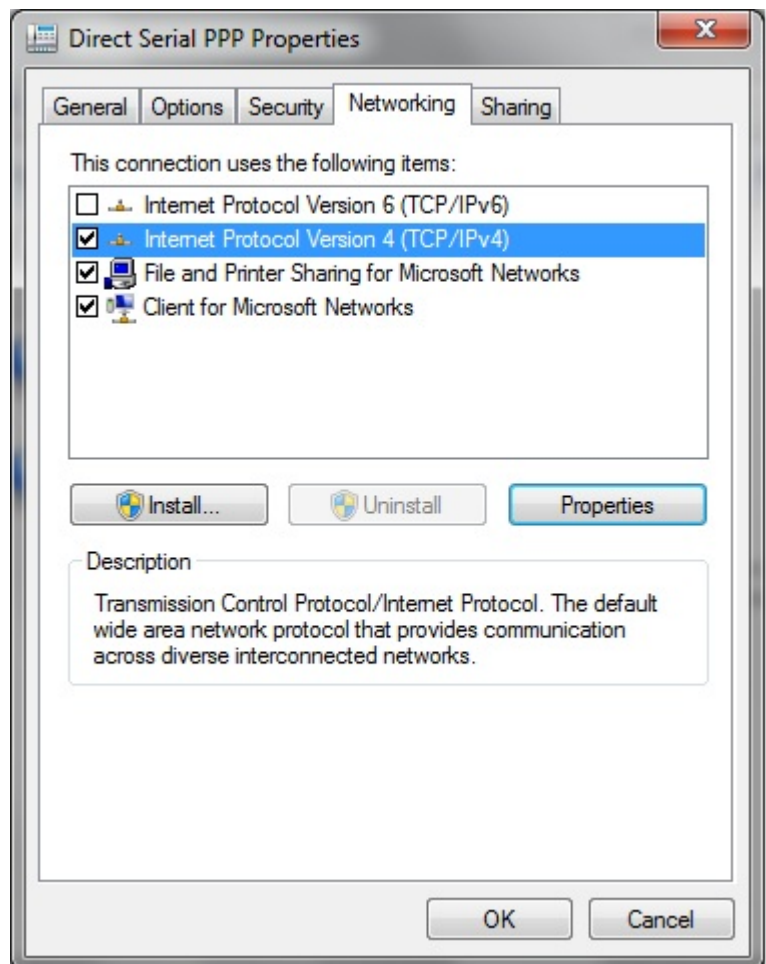 Direct Serial PPP Properties
General Options Security Networking Sharing
This connection uses the following items:
Internet Protocol Version 6 (TCP/IPv6)
Internet Protocol Version 4 (TCP/IPv4)
File and Printer Sharing for Microsoft Networks
Client for Microsoft Networks
Install... Uninstall Properties
Description
Transmission Control Protocol/Internet Protocol. The default
wide area network protocol that provides communication
across diverse interconnected networks.
OK Cancel